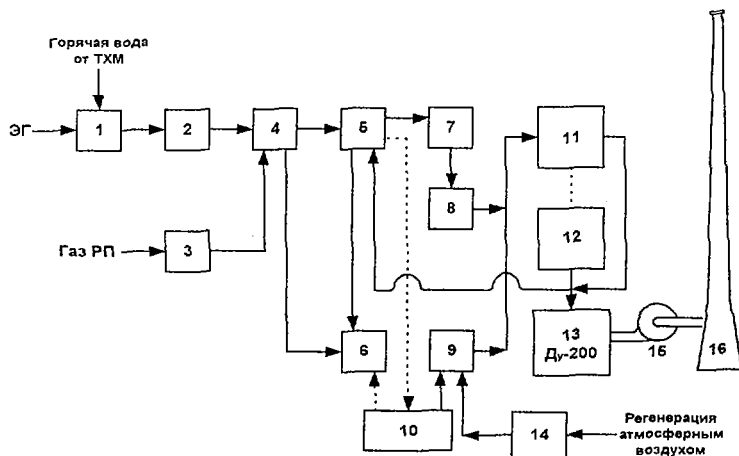 Горячая вода
от ТХМ
ЭГ
1
2
4
5
7
11
8
Газ РП
3
12
6
9
13
Ду-200
15
16
10
14
Регенерация
атмосферным
воздухом